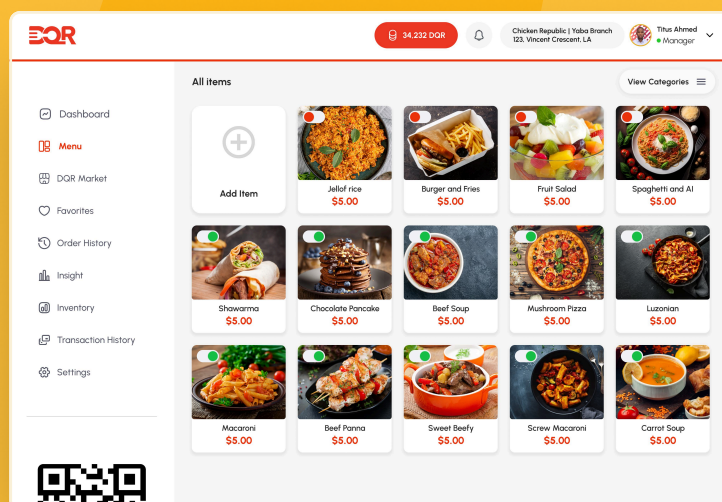 DQR
34,232 DQR
Chicken Republic | Yaba Branch
123, Vincent Crescent, LA
Titus Ahmed
Manager
All items
View Categories
Dashboard
Menu
DQR Market
Favorites
Order History
Insight
Inventory
Transaction History
Settings
Add Item
Jellof rice
$5.00
Burger and Fries
$5.00
Fruit Salad
$5.00
Spaghetti and Al
$5.00
Shawarma
$5.00
Chocolate Pancake
$5.00
Beef Soup
$5.00
Mushroom Pizza
$5.00
Luzonian
$5.00
Macaroni
$5.00
Beef Panna
$5.00
Sweet Beefy
$5.00
Screw Macaroni
$5.00
Carrot Soup
$5.00